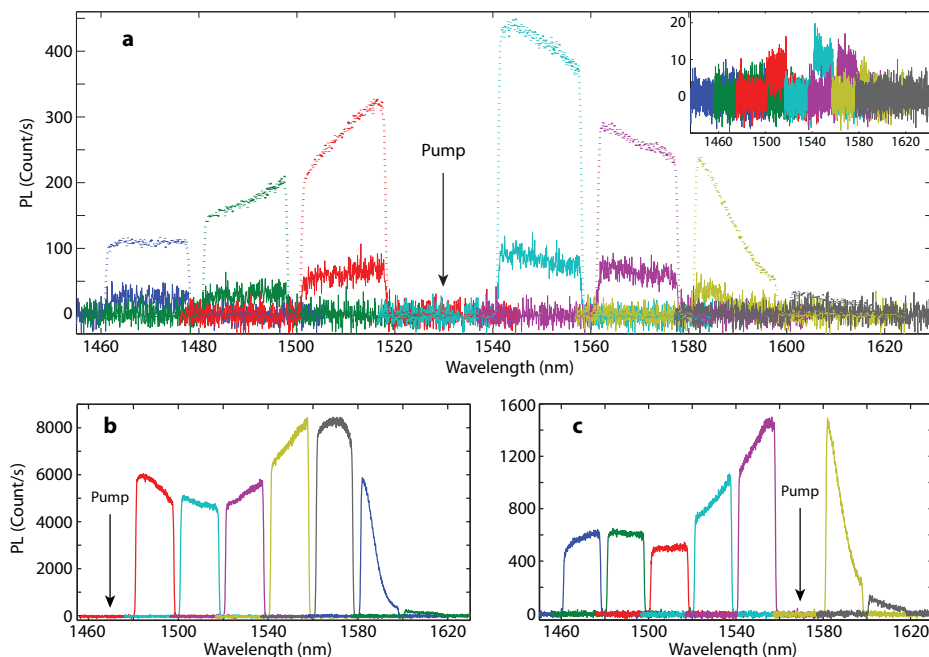 a
PL (Count/s)
400
300
200
100
0
Pump
1460 1480 1500 1520 1540 1560 1580 1600 1620
Wavelength (nm)
20
10
0
1460 1500 1540 1580 1620
b
PL (Count/s)
8000
6000
4000
2000
0
Pump
1460 1500 1540 1580 1620
Wavelength (nm)
c
1600
1200
800
400
0
Pump
1460 1500 1540 1580 1620
Wavelength (nm)